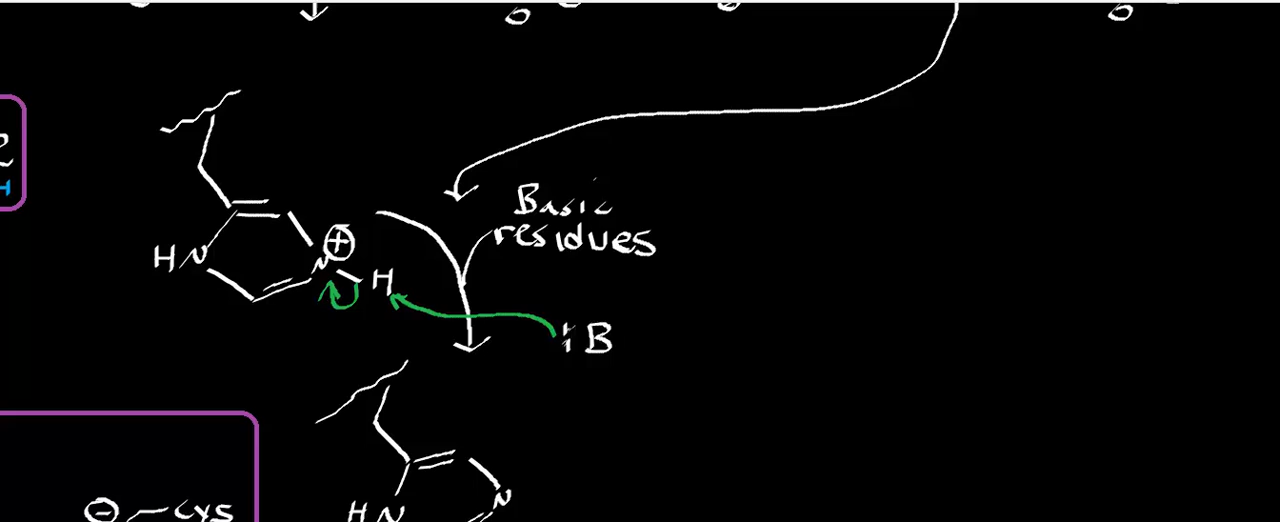 Basic
residues
⊕
HN
N
H
:B
⊖ - Cys
HN
N